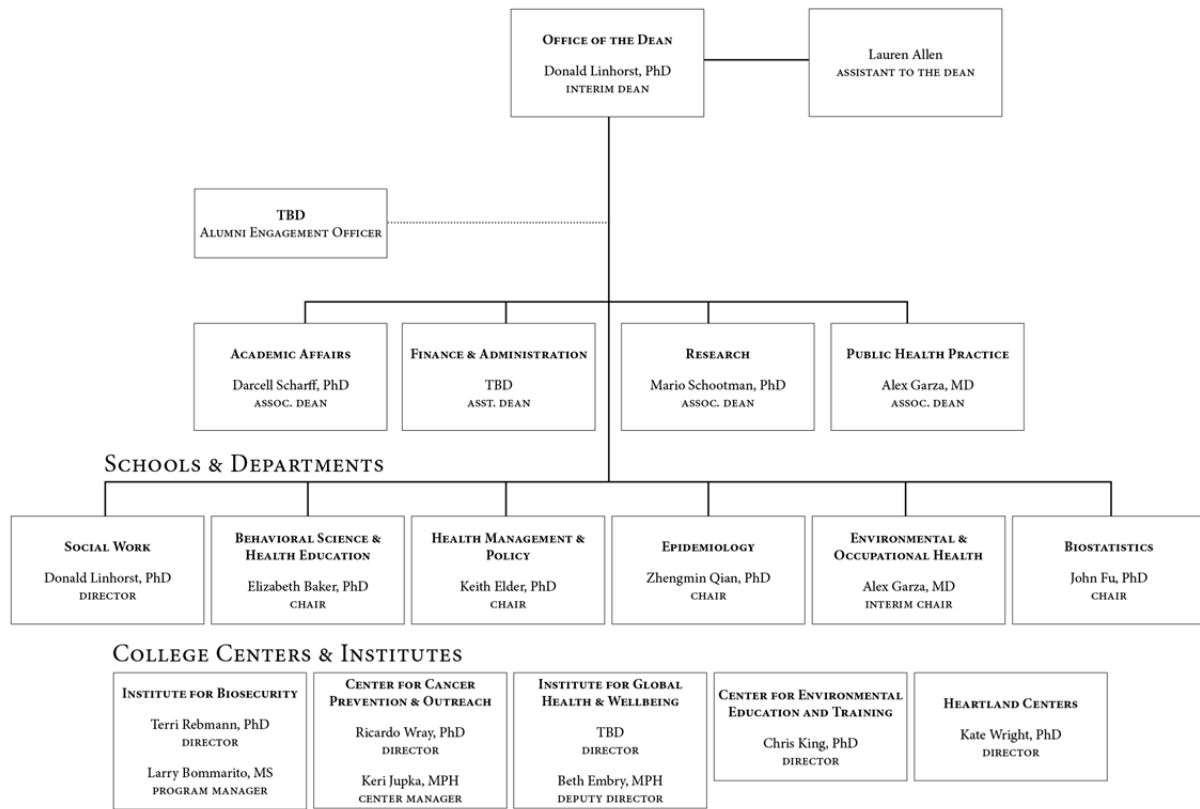 OFFICE OF THE DEAN
Donald Linhorst, PhD
INTERIM DEAN
Lauren Allen
ASSISTANT TO THE DEAN
TBD
ALUMNI ENGAGEMENT OFFICER
ACADEMIC AFFAIRS
Darcell Scharff, PhD
ASSOC. DEAN
FINANCE & ADMINISTRATION
TBD
ASST. DEAN
RESEARCH
Mario Schootman, PhD
ASSOC. DEAN
PUBLIC HEALTH PRACTICE
Alex Garza, MD
ASSOC. DEAN
SCHOOLS & DEPARTMENTS
SOCIAL WORK
Donald Linhorst, PhD
DIRECTOR
BEHAVIORAL SCIENCE &
HEALTH EDUCATION
Elizabeth Baker, PhD
CHAIR
HEALTH MANAGEMENT &
POLICY
Keith Elder, PhD
CHAIR
EPIDEMIOLOGY
Zhengmin Qian, PhD
CHAIR
ENVIRONMENTAL &
OCCUPATIONAL HEALTH
Alex Garza, MD
INTERIM CHAIR
BIOSTATISTICS
John Fu, PhD
CHAIR
COLLEGE CENTERS & INSTITUTES
INSTITUTE FOR BIOSECURITY
Terri Rebmann, PhD
DIRECTOR
Larry Bommarito, MS
PROGRAM MANAGER
CENTER FOR CANCER
PREVENTION & OUTREACH
Ricardo Wray, PhD
DIRECTOR
Keri Jupka, MPH
CENTER MANAGER
INSTITUTE FOR GLOBAL
HEALTH & WELLBEING
TBD
DIRECTOR
Beth Embry, MPH
DEPUTY DIRECTOR
CENTER FOR ENVIRONMENTAL
EDUCATION AND TRAINING
Chris King, PhD
DIRECTOR
HEARTLAND CENTERS
Kate Wright, PhD
DIRECTOR